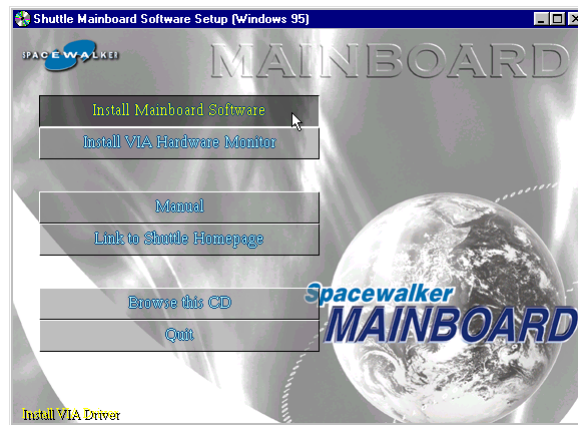 Shuttle Mainboard Software Setup (Windows 95)
SPACEWALKER
MAINBOARD
Install Mainboard Software
Install VIA Hardware Monitor
Manual
Link to Shuttle Homepage
Browse this CD
Quit
Spacewalker
MAINBOARD
Install VIA Driver